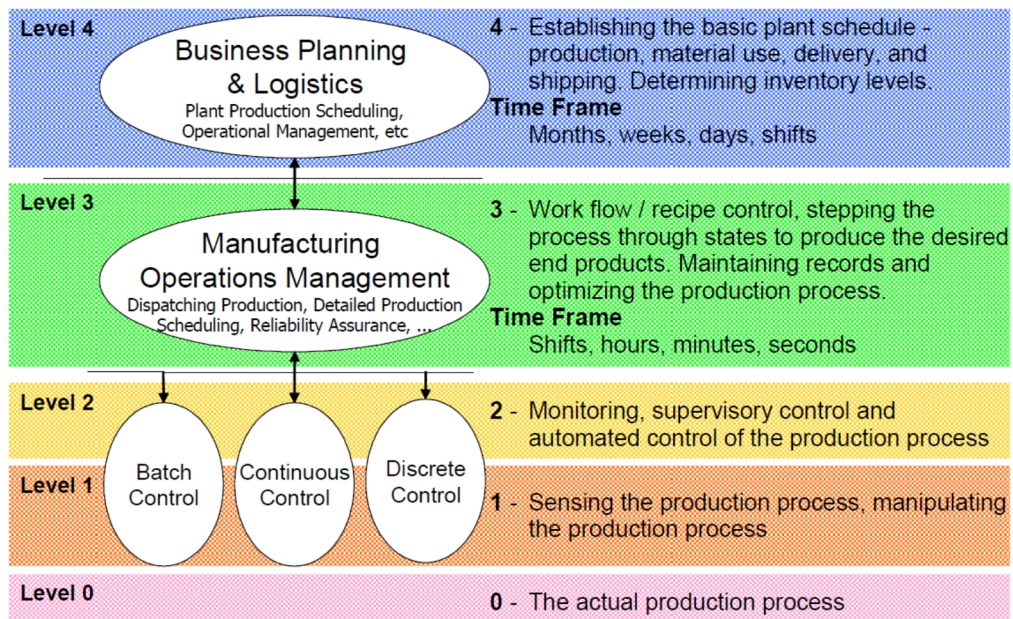 Level 4
Business Planning
& Logistics
Plant Production Scheduling,
Operational Management, etc
4 - Establishing the basic plant schedule -
production, material use, delivery, and
shipping. Determining inventory levels.
Time Frame
Months, weeks, days, shifts
Level 3
Manufacturing
Operations Management
Dispatching Production, Detailed Production
Scheduling, Reliability Assurance, ...
3 - Work flow / recipe control, stepping the
process through states to produce the desired
end products. Maintaining records and
optimizing the production process.
Time Frame
Shifts, hours, minutes, seconds
Level 2
2 - Monitoring, supervisory control and
automated control of the production process
Batch
Control
Continuous
Control
Discrete
Control
Level 1
1 - Sensing the production process, manipulating
the production process
Level 0
0 - The actual production process